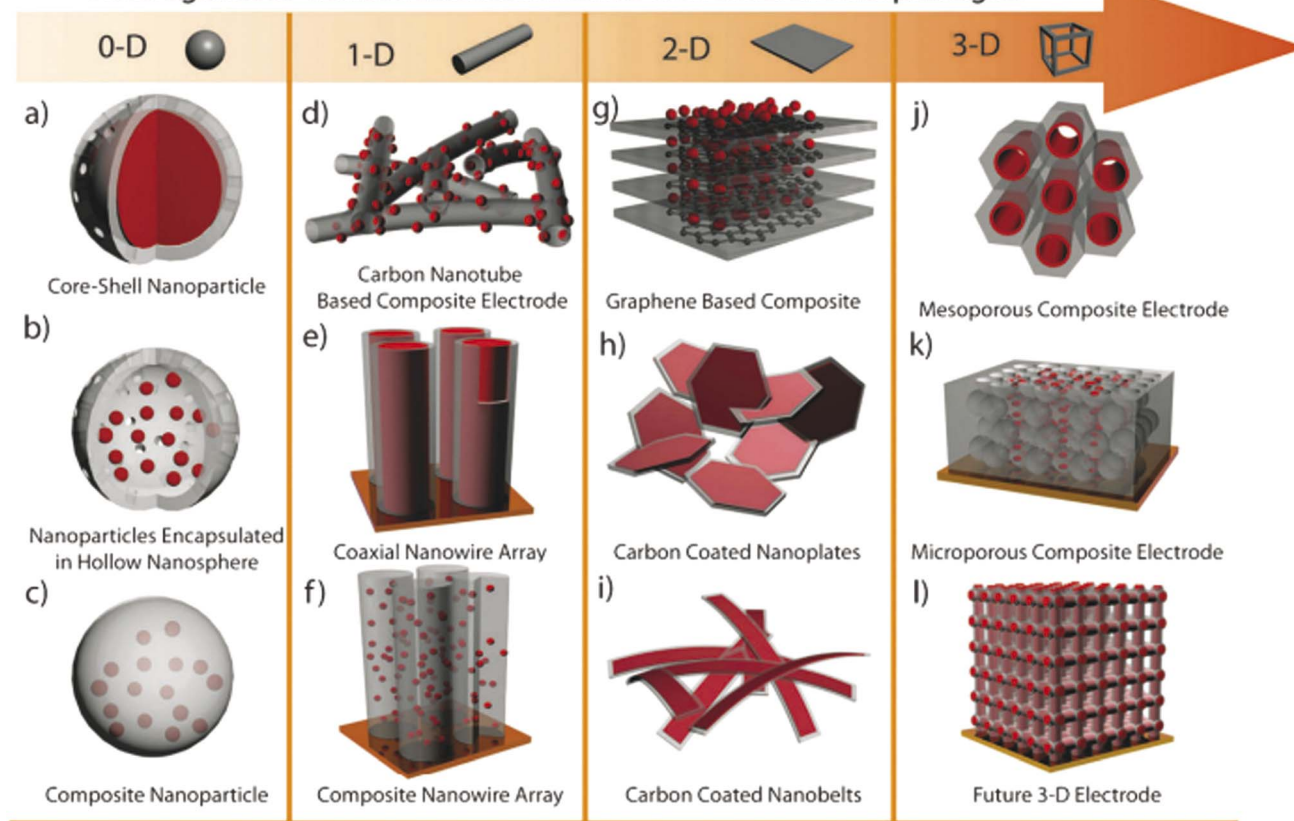 0-D
1-D
2-D
3-D
a)
Core-Shell Nanoparticle
b)
Nanoparticles Encapsulated
in Hollow Nanosphere
c)
Composite Nanoparticle
d)
Carbon Nanotube
Based Composite Electrode
e)
Coaxial Nanowire Array
f)
Composite Nanowire Array
g)
Graphene Based Composite
h)
Carbon Coated Nanoplates
i)
Carbon Coated Nanobelts
j)
Mesoporous Composite Electrode
k)
Microporous Composite Electrode
l)
Future 3-D Electrode